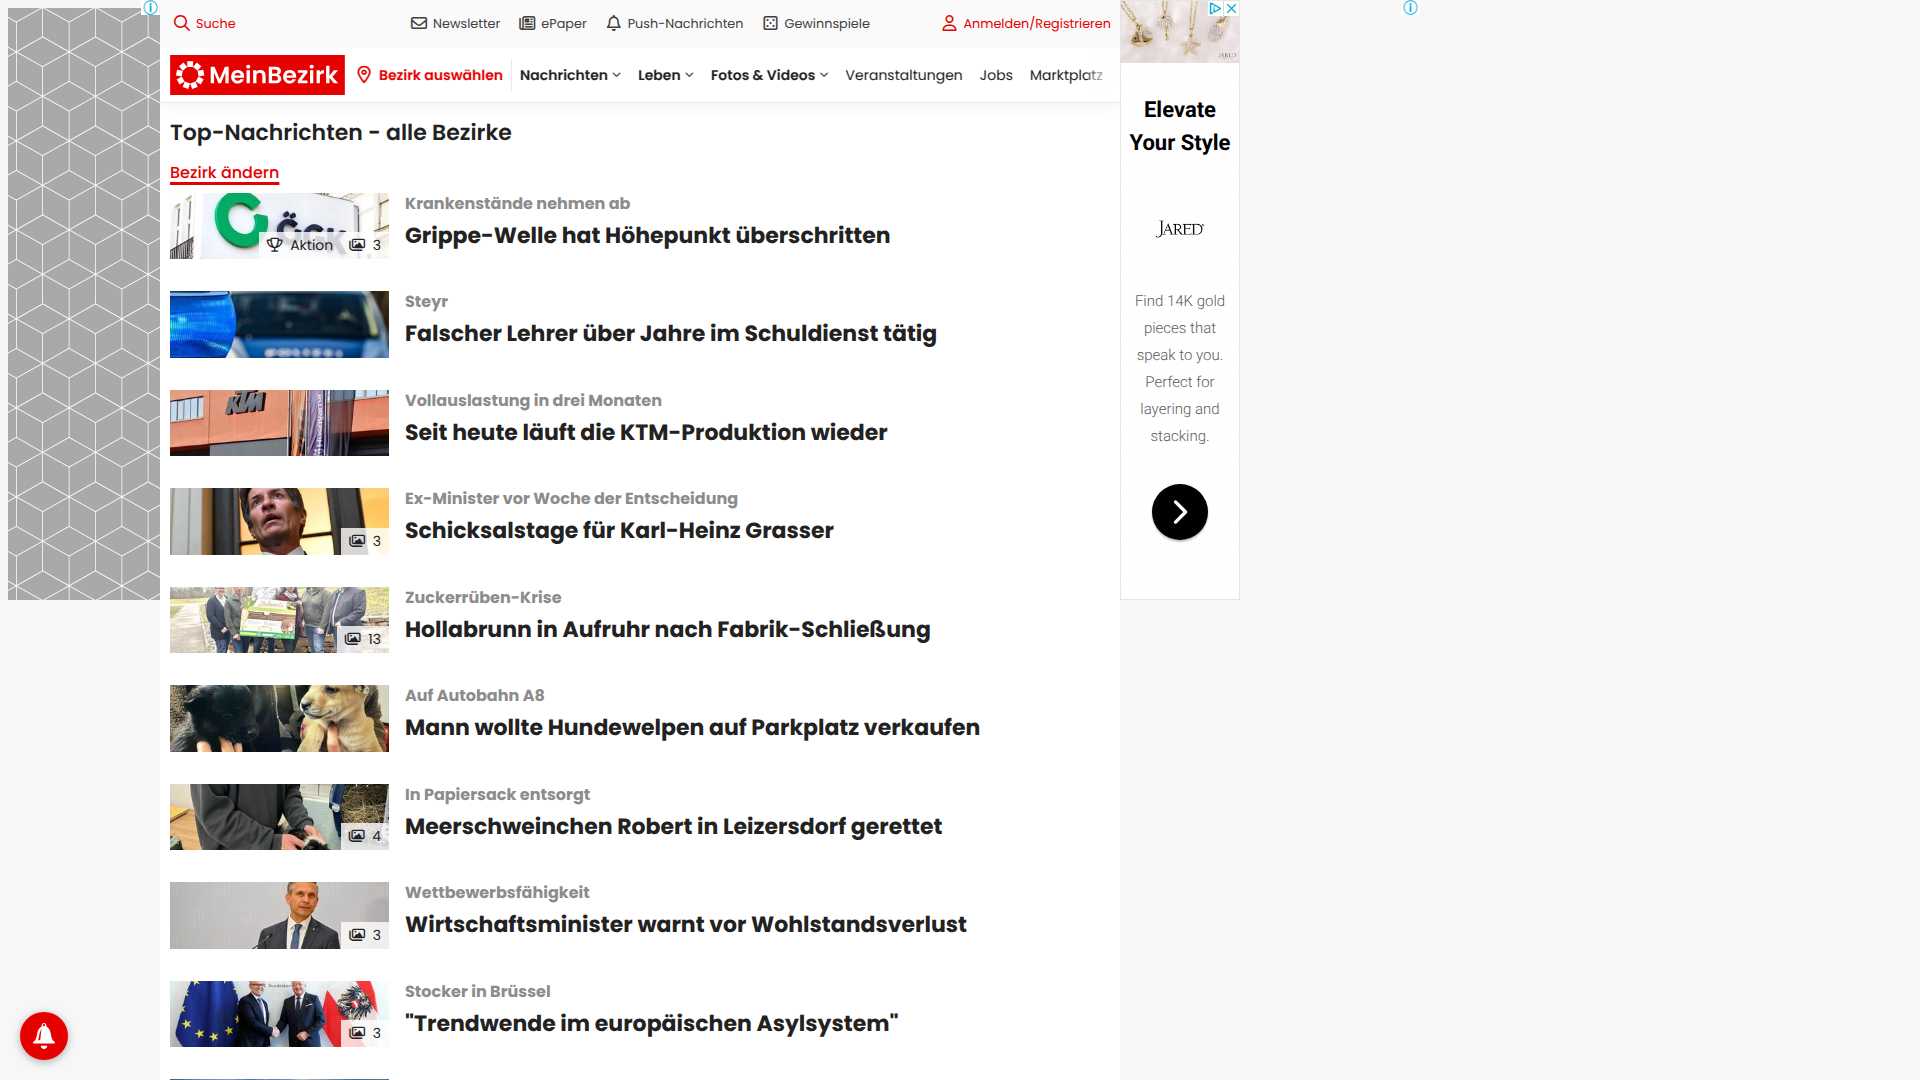 Suche
Newsletter
ePaper
Push-Nachrichten
Gewinnspiele
Anmelden/Registrieren
MeinBezirk
Bezirk auswählen
Nachrichten
Leben
Fotos & Videos
Veranstaltungen
Jobs
Marktplatz
Top-Nachrichten - alle Bezirke
Bezirk ändern
Krankenstände nehmen ab
Grippe-Welle hat Höhepunkt überschritten
Aktion 3
Steyr
Falscher Lehrer über Jahre im Schuldienst tätig
KTM
Vollauslastung in drei Monaten
Seit heute läuft die KTM-Produktion wieder
Ex-Minister vor Woche der Entscheidung
Schicksalstage für Karl-Heinz Grasser
3
Zuckerrüben-Krise
Hollabrunn in Aufruhr nach Fabrik-Schließung
13
Auf Autobahn A8
Mann wollte Hundewelpen auf Parkplatz verkaufen
In Papiersack entsorgt
Meerschweinchen Robert in Leizersdorf gerettet
4
Wettbewerbsfähigkeit
Wirtschaftsminister warnt vor Wohlstandsverlust
3
Stocker in Brüssel
"Trendwende im europäischen Asylsystem"
3
JARED
Elevate
Your Style
JARED
Find 14K gold
pieces that
speak to you.
Perfect for
layering and
stacking.